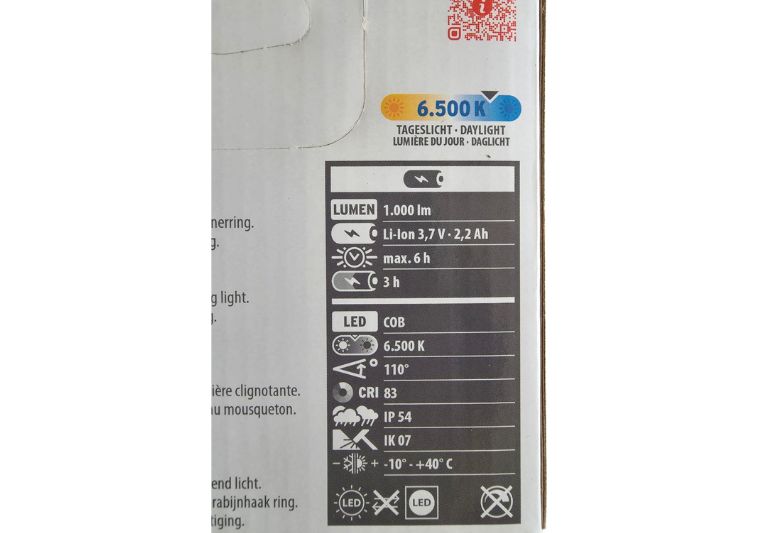 6.500 K
TAGESLICHT · DAYLIGHT
LUMIÈRE DU JOUR · DAGLICHT
LUMEN 1.000 lm
Li-Ion 3,7 V · 2,2 Ah
max. 6 h
3 h
LED COB
6.500 K
110°
CRI 83
IP 54
IK 07
- + -10° - +40° C
LED LED
nerring.
g.
g light.
ière clignotante.
au mousqueton.
end licht.
rabijnhaak ring.
tiging.